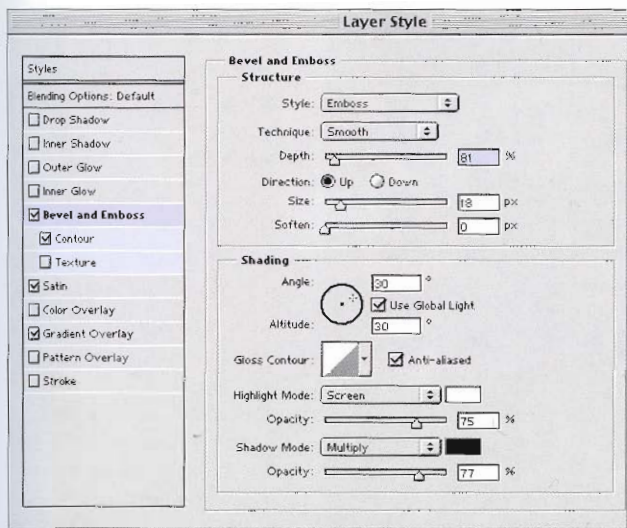 Layer Style
Styles
Blending Options: Default
Drop Shadow
Inner Shadow
Outer Glow
Inner Glow
Bevel and Emboss
Contour
Texture
Satin
Color Overlay
Gradient Overlay
Pattern Overlay
Stroke
Bevel and Emboss
Structure
Style: Emboss
Technique: Smooth
Depth: 81 %
Direction: Up Down
Size: 18 px
Soften: 0 px
Shading
Angle: 30 °
Use Global Light
Altitude: 30 °
Gloss Contour: Anti-aliased
Highlight Mode: Screen
Opacity: 75 %
Shadow Mode: Multiply
Opacity: 77 %